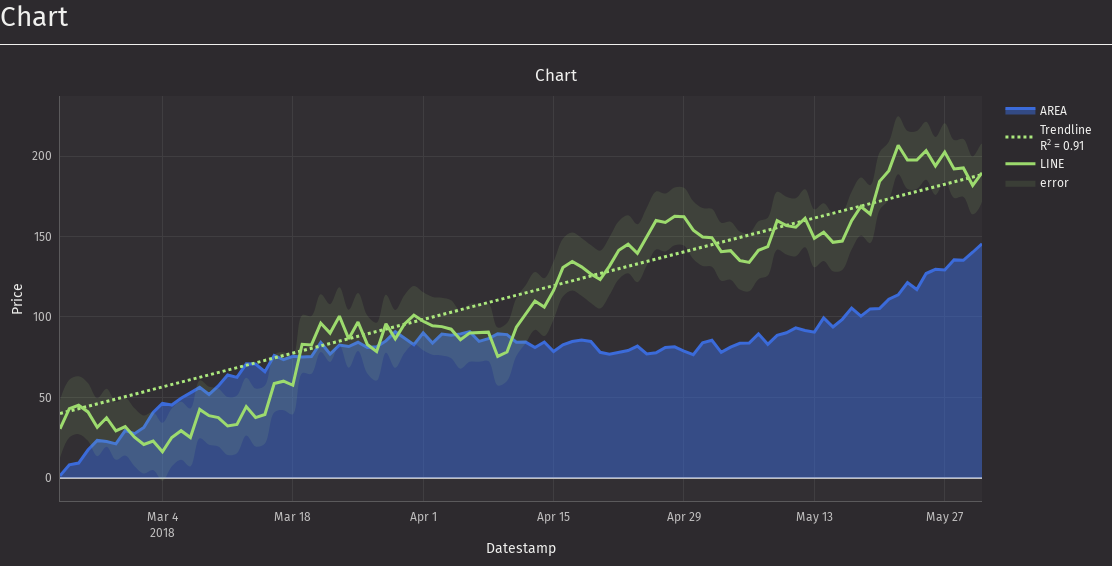 Chart
Chart
AREA
Trendline
R² = 0.91
LINE
error
Price
200
150
100
50
0
Mar 4
2018
Mar 18
Apr 1
Apr 15
Apr 29
May 13
May 27
Datestamp